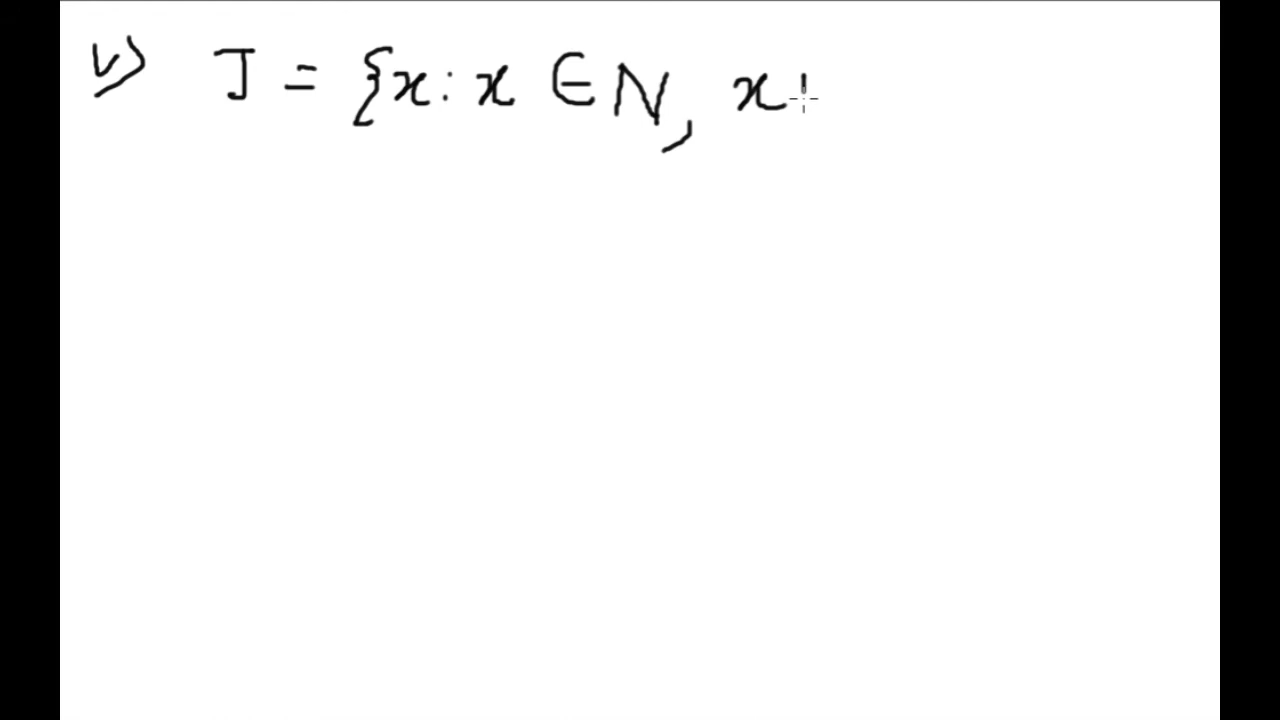 v) J = {x : x ∈ N, x